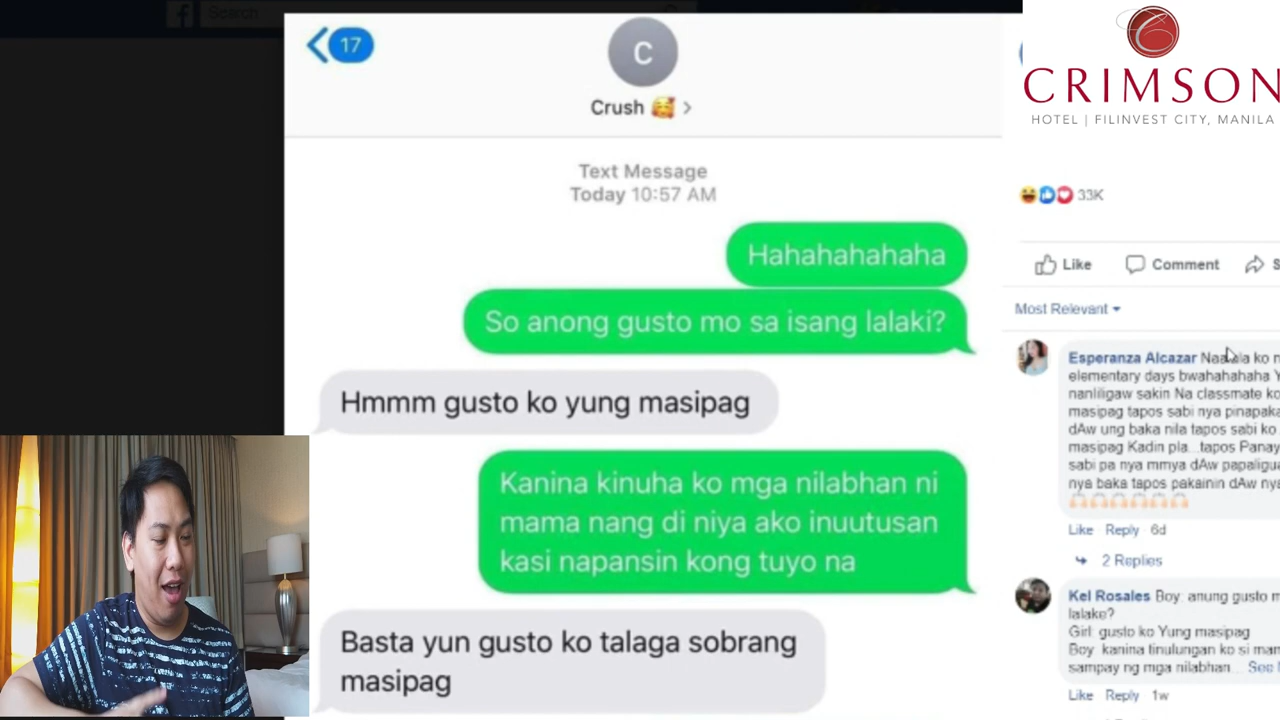 Search
17
C
Crush 🥰 >
Text Message
Today 10:57 AM
Hahahahahaha
So anong gusto mo sa isang lalaki?
Hmmm gusto ko yung masipag
Kanina kinuha ko mga nilabhan ni
mama nang di niya ako inuutusan
kasi napansin kong tuyo na
Basta yun gusto ko talaga sobrang
masipag
CRIMSON
HOTEL | FILINVEST CITY, MANILA
33K
Like Comment S
Most Relevant
Esperanza Alcazar ko
elementary days bwahahahaha Y
nanliligaw sakin Na classmate ko
masipag tapos sabi nya pinapaka
dAw ung baka nila tapos sabi ko
masipag Kadin pla...tapos Panay
sabi pa nya mmya dAw papaligua
nya baka tapos pakainin dAw nya
Like Reply 6d
2 Replies
Kel Rosales Boy: anung gusto m
lalake?
Girl: gusto ko Yung masipag
Boy: kanina tinulungan ko si mam
sampay ng mga nilabhan... See
Like Reply 1w